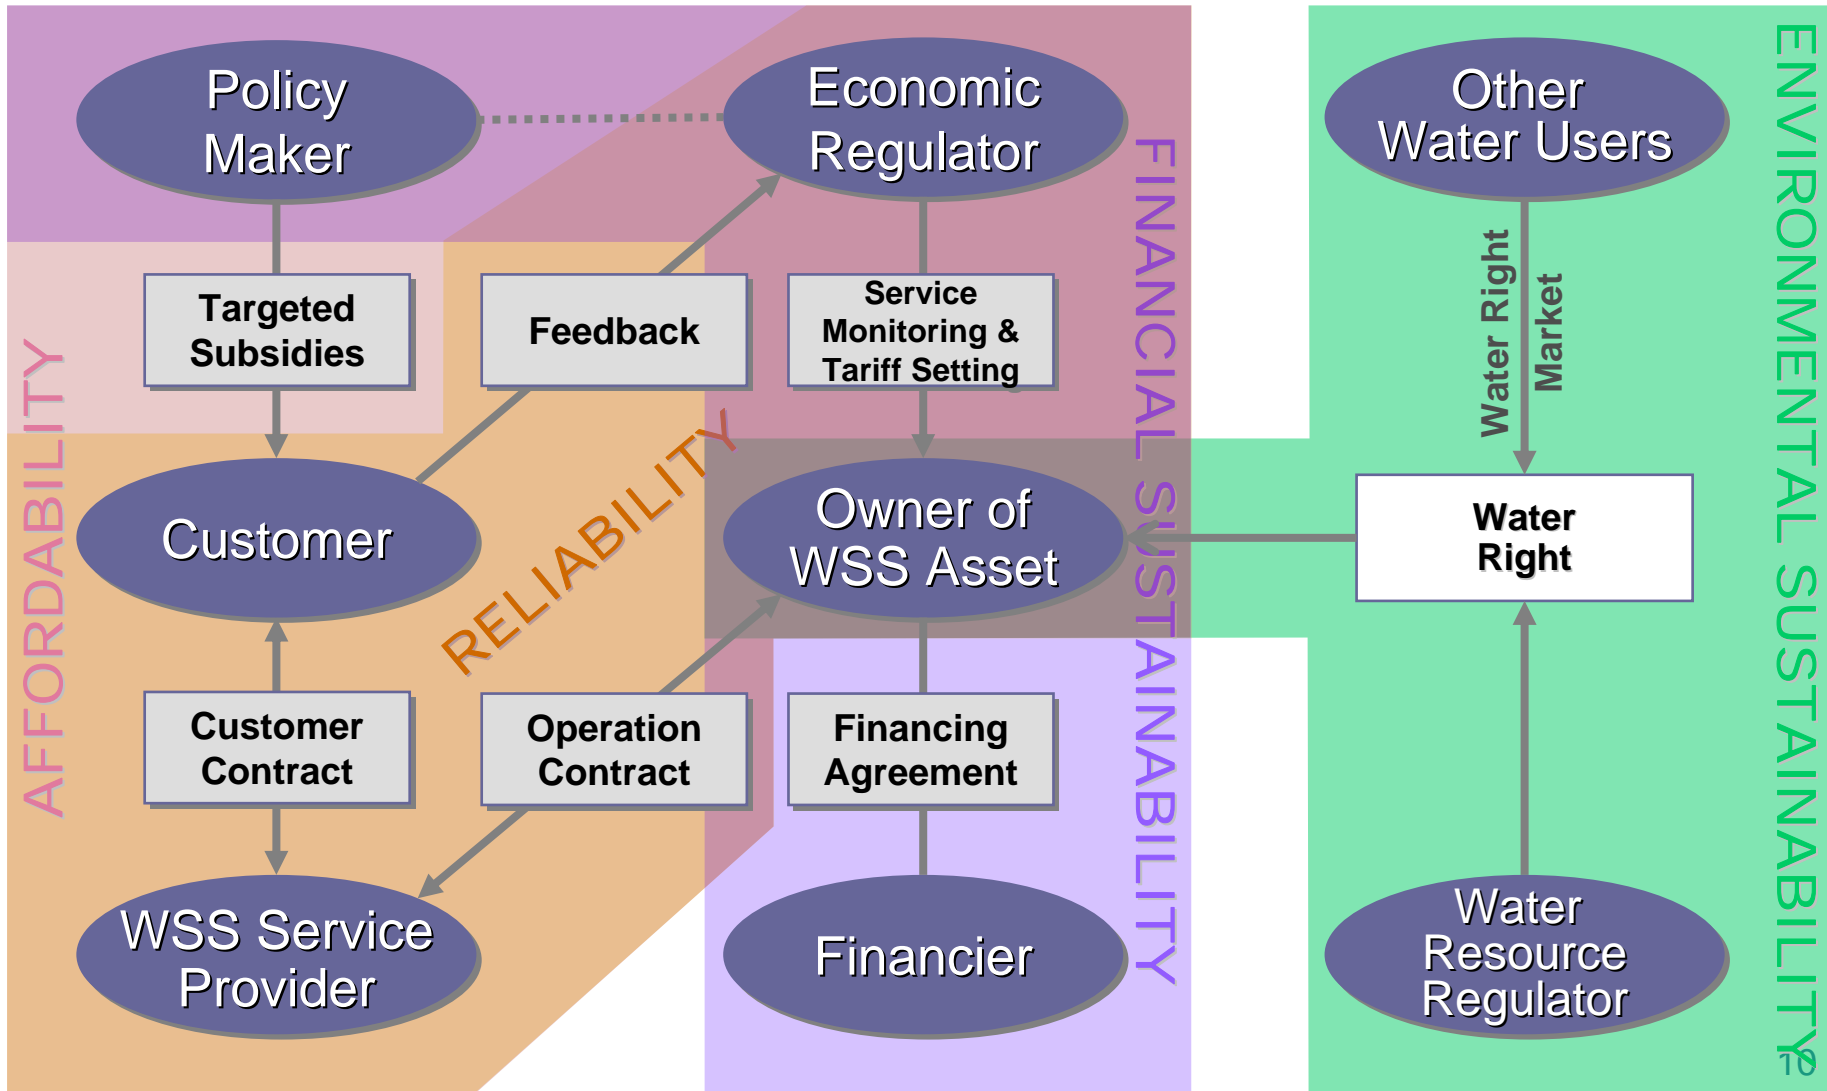 Policy
Maker
Economic
Regulator
Other
Water Users
Targeted
Subsidies
Feedback
Service
Monitoring &
Tariff Setting
Water Right
Market
AFFORDABILITY
RELIABILITY
FINANCIAL SUSTAINABILITY
ENVIRONMENTAL SUSTAINABILITY
Customer
Owner of
WSS Asset
Water
Right
Customer
Contract
Operation
Contract
Financing
Agreement
WSS Service
Provider
Financier
Water
Resource
Regulator
10